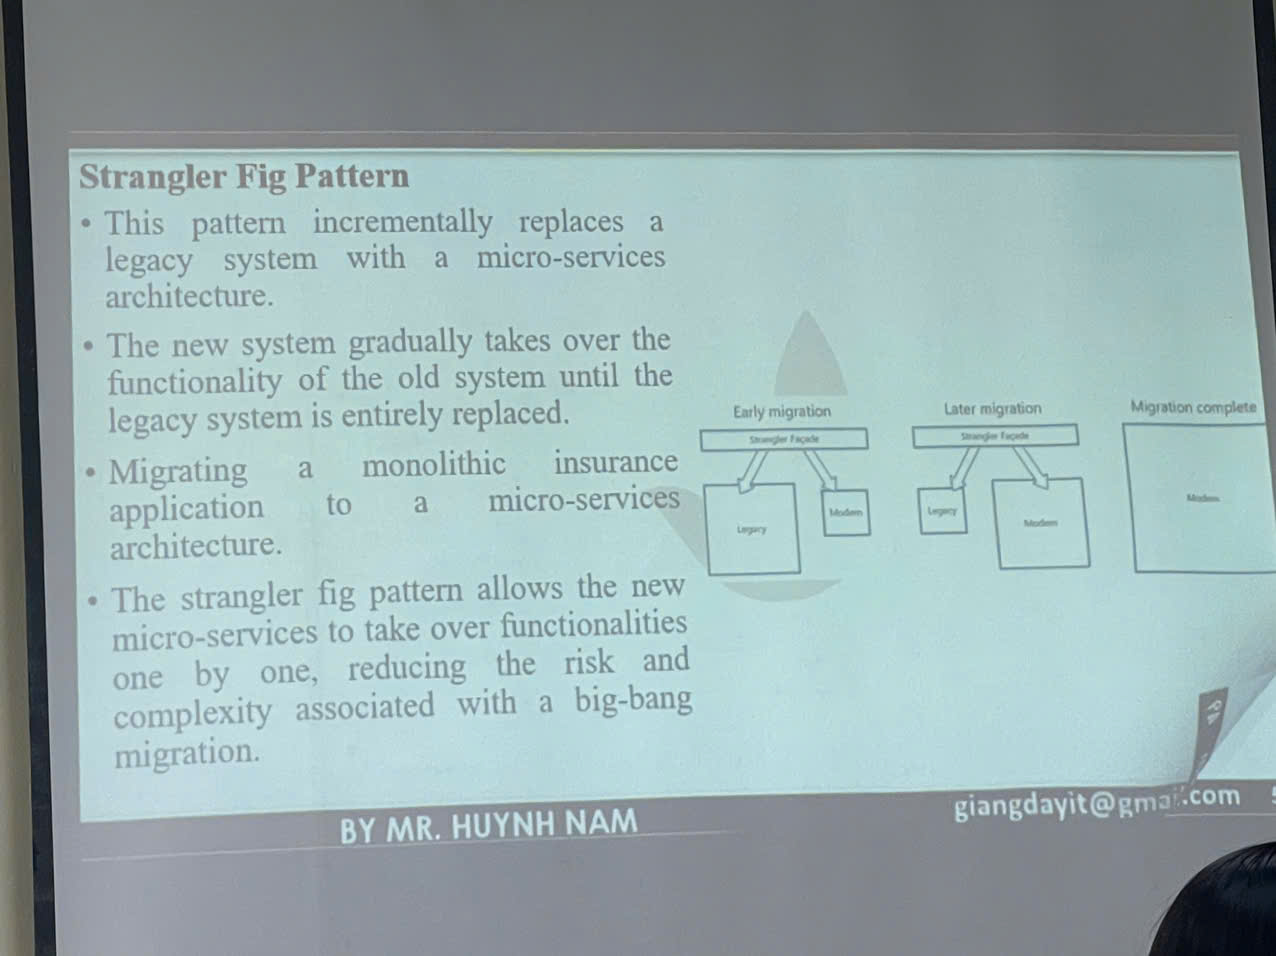 Strangler Fig Pattern
• This pattern incrementally replaces a
legacy system with a micro-services
architecture.
• The new system gradually takes over the
functionality of the old system until the
legacy system is entirely replaced.
• Migrating a monolithic insurance
application to a micro-services
architecture.
• The strangler fig pattern allows the new
micro-services to take over functionalities
one by one, reducing the risk and
complexity associated with a big-bang
migration.
Early migration
Strangler Façade
Legacy
Modern
Later migration
Strangler Façade
Legacy
Modern
Migration complete
Modern
BY MR. HUYNH NAM
giangdayit@gmail.com